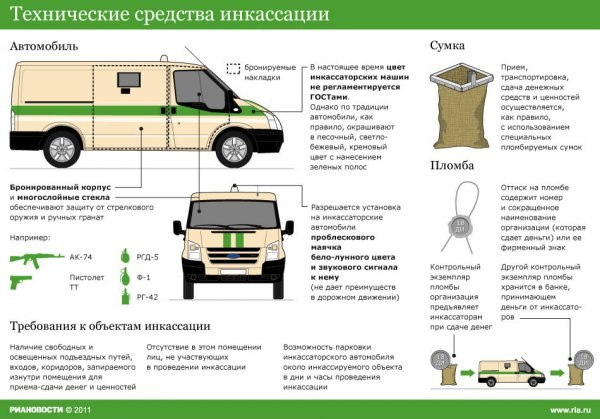 Технические средства инкассации
Автомобиль
бронируемые
накладки
В настоящее время цвет
инкассаторских машин
не регламентируется
ГОСТами.
Однако по традиции
автомобили, как
правило, окрашивают
в песочный, светло-
бежевый, кремовый
цвет с нанесением
зеленых полос
Бронированный корпус
и многослойные стекла
обеспечивают защиту от стрелкового
оружия и ручных гранат
Например:
АК-74
Пистолет
ТТ
РГД-5
Ф-1
РГ-42
Разрешается установка
на инкассаторские
автомобили
проблескового
маячка
бело-лунного цвета
и звукового сигнала
к нему
(не дает преимуществ
в дорожном движении)
Сумка
Прием,
транспортировка,
сдача денежных
средств и ценностей
осуществляется,
как правило,
с использованием
специальных
пломбируемых сумок
Пломба
СВ
ДИ
Оттиск на пломбе
содержит номер
и сокращенное
наименование
организации (которая
сдает деньги) или ее
фирменный знак
Контрольный
экземпляр
пломбы
организация
предъявляет
инкассаторам
при сдаче денег
Другой контрольный
экземпляр пломбы
хранится в банке,
принимающем
деньги от инкассато-
ров
СВ
ДИ
СВ
ДИ
Требования к объектам инкассации
Наличие свободных и
освещенных подъездных путей,
входов, коридоров, запираемого
изнутри помещения для
приема-сдачи денег и ценностей
Отсутствие в этом помещении
лиц, не участвующих
в проведении инкассации
Возможность парковки
инкассаторского автомобиля
около инкассируемого объекта
в дни и часы проведения
инкассации
РИАНОВОСТИ © 2011
www.ria.ru